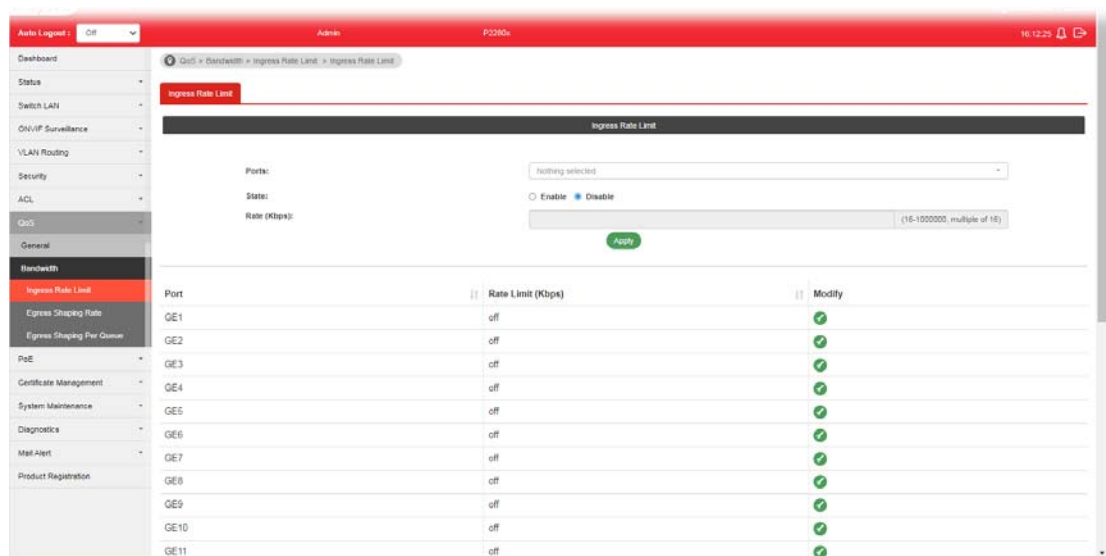 Auto Logout : Off Admin P2280x 16:12:25
QoS » Bandwidth » Ingress Rate Limit » Ingress Rate Limit
Dashboard
Status
Switch LAN
ONVIF Surveillance
VLAN Routing
Security
ACL
QoS
General
Bandwidth
Ingress Rate Limit
Egress Shaping Rate
Egress Shaping Per Queue
PoE
Certificate Management
System Maintenance
Diagnostics
Mail Alert
Product Registration
Ingress Rate Limit
Ingress Rate Limit
Ports: Nothing selected
State: Enable Disable
Rate (Kbps): (16-1000000, multiple of 16)
Apply
Port Rate Limit (Kbps) Modify
GE1 off
GE2 off
GE3 off
GE4 off
GE5 off
GE6 off
GE7 off
GE8 off
GE9 off
GE10 off
GE11 off